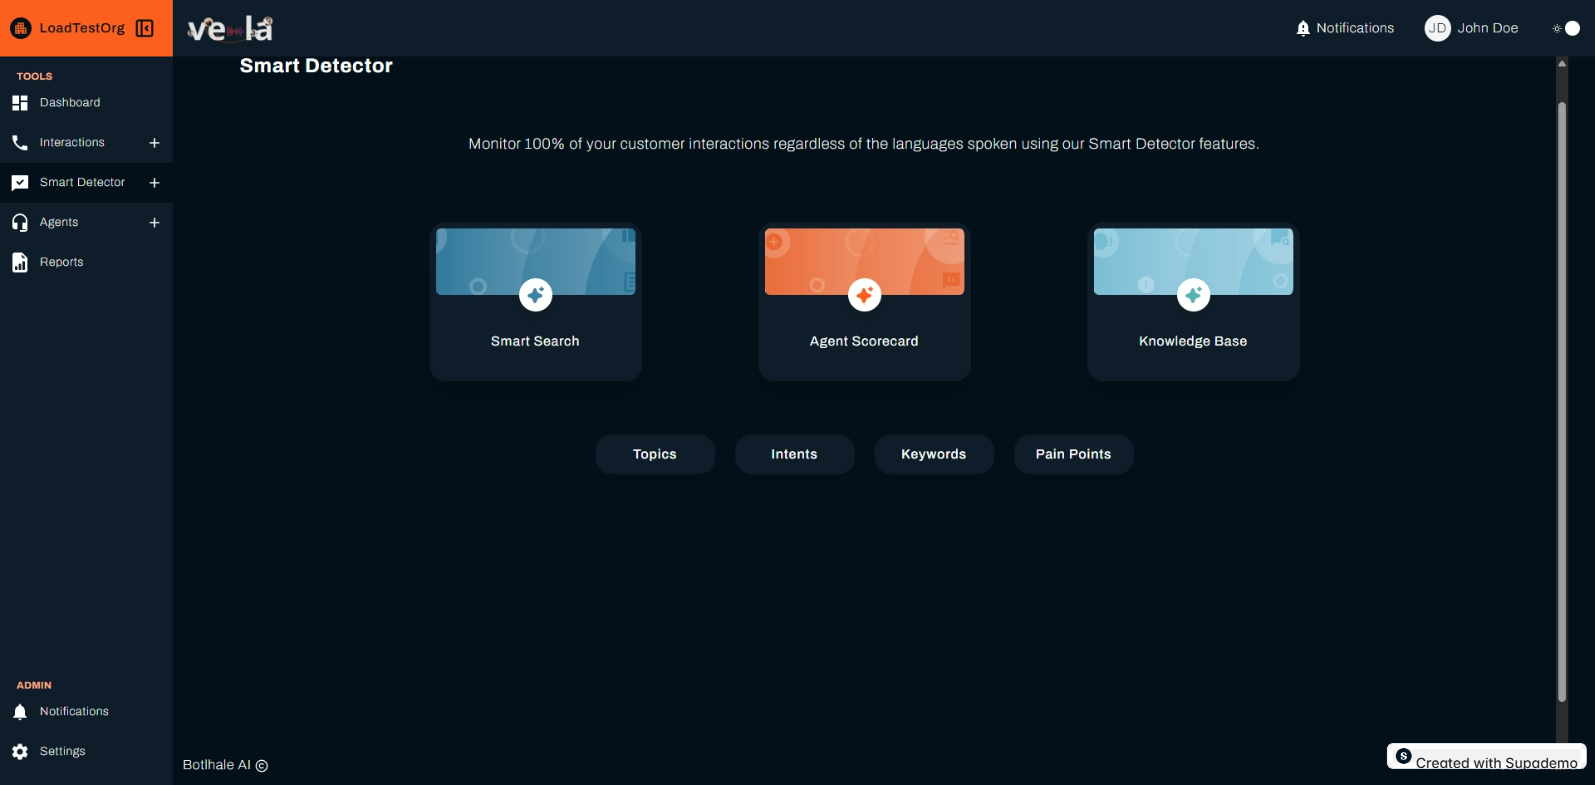 LoadTestOrg
vela
Notifications
JD
John Doe
TOOLS
Dashboard
Interactions
Smart Detector
Agents
Reports
ADMIN
Notifications
Settings
Smart Detector
Monitor 100% of your customer interactions regardless of the languages spoken using our Smart Detector features.
Smart Search
Agent Scorecard
Knowledge Base
Topics
Intents
Keywords
Pain Points
Botlhale AI ©
S Created with Supademo